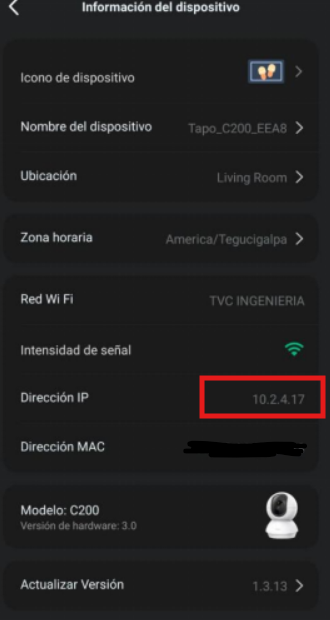 Información del dispositivo
Icono de dispositivo
Nombre del dispositivo Tapo_C200_EEA8
Ubicación Living Room
Zona horaria America/Tegucigalpa
Red Wi Fi TVC INGENIERIA
Intensidad de señal
Dirección IP 10.2.4.17
Dirección MAC
Modelo: C200
Versión de hardware: 3.0
Actualizar Versión 1.3.13